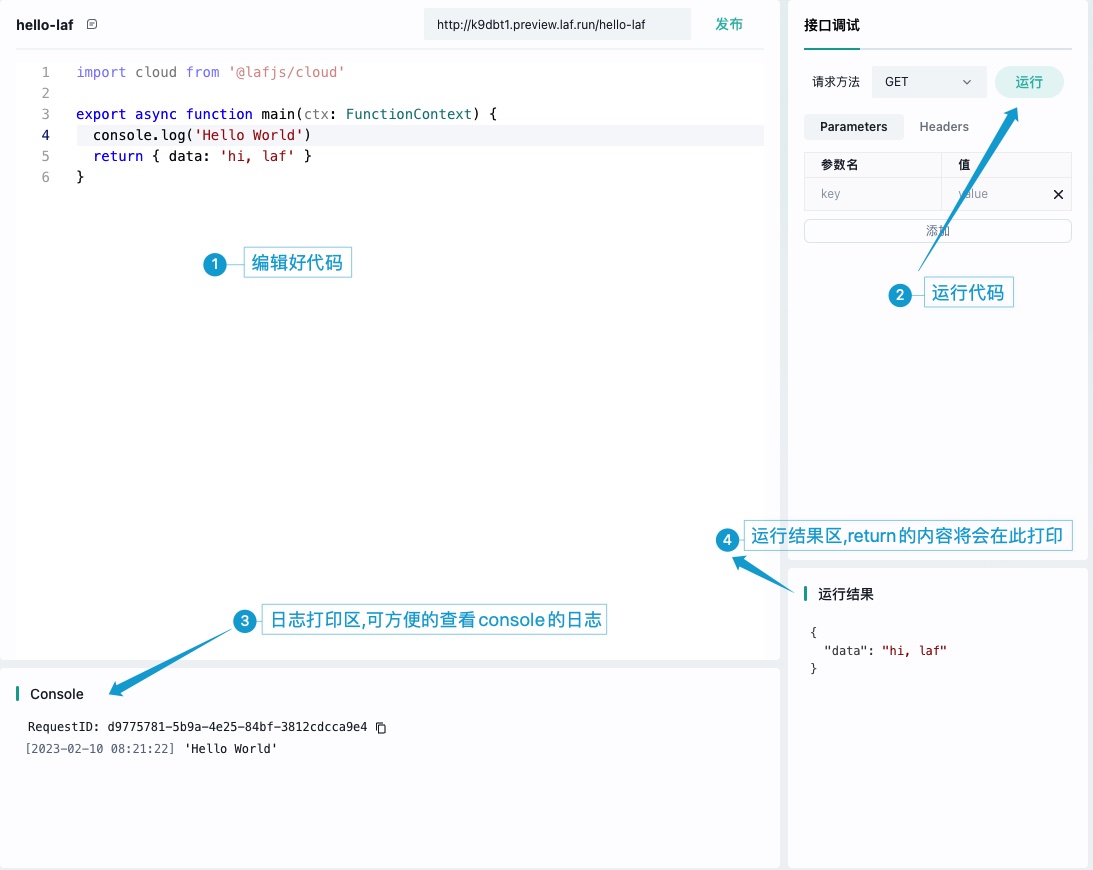 hello-laf
http://k9dbt1.preview.laf.run/hello-laf
发布
1 import cloud from '@lafjs/cloud'
2
3 export async function main(ctx: FunctionContext) {
4 console.log('Hello World')
5 return { data: 'hi, laf' }
6 }
1 编辑好代码
接口调试
请求方法 GET 运行
Parameters Headers
参数名 值
key value
添加
2 运行代码
4 运行结果区,return的内容将会在此打印
3 日志打印区,可方便的查看console的日志
运行结果
{
"data": "hi, laf"
}
Console
RequestID: d9775781-5b9a-4e25-84bf-3812cdcca9e4
[2023-02-10 08:21:22] 'Hello World'